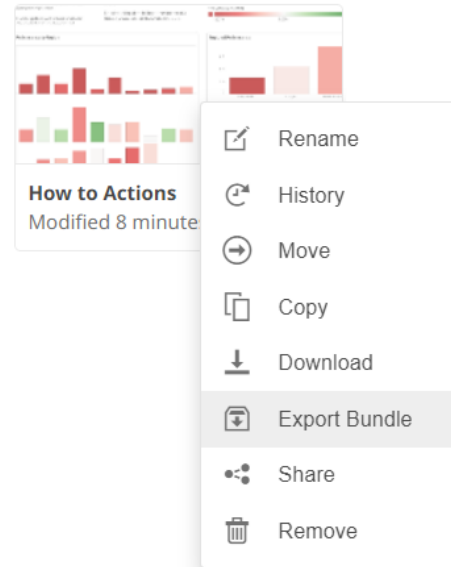 How to Actions
Modified 8 minute
Rename
History
Move
Copy
Download
Export Bundle
Share
Remove